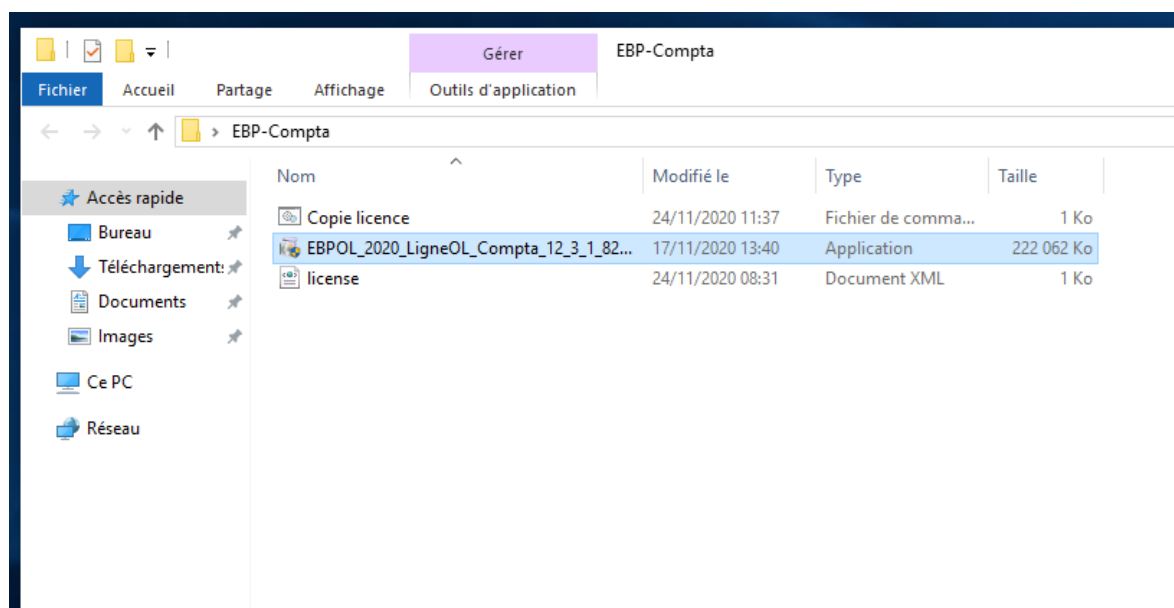 Gérer EBP-Compta
Fichier Accueil Partage Affichage Outils d'application
EBP-Compta
Nom Modifié le Type Taille
Accès rapide
Bureau
Téléchargements
Documents
Images
Ce PC
Réseau
Copie licence 24/11/2020 11:37 Fichier de comma... 1 Ko
EBPOL_2020_LigneOL_Compta_12_3_1_82... 17/11/2020 13:40 Application 222 062 Ko
license 24/11/2020 08:31 Document XML 1 Ko